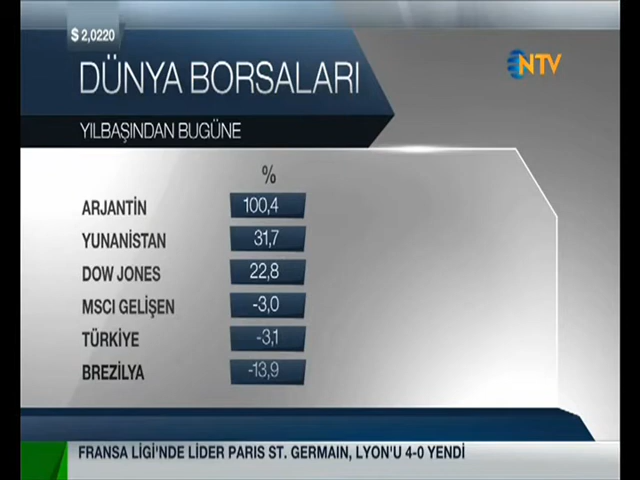 $ 2,0220
DÜNYA BORSALARI
NTV
YILBAŞINDAN BUGÜNE
%
ARJANTİN 100,4
YUNANİSTAN 31,7
DOW JONES 22,8
MSCI GELİŞEN -3,0
TÜRKİYE -3,1
BREZİLYA -13,9
FRANSA LİGİ'NDE LİDER PARIS ST. GERMAIN, LYON'U 4-0 YENDİ